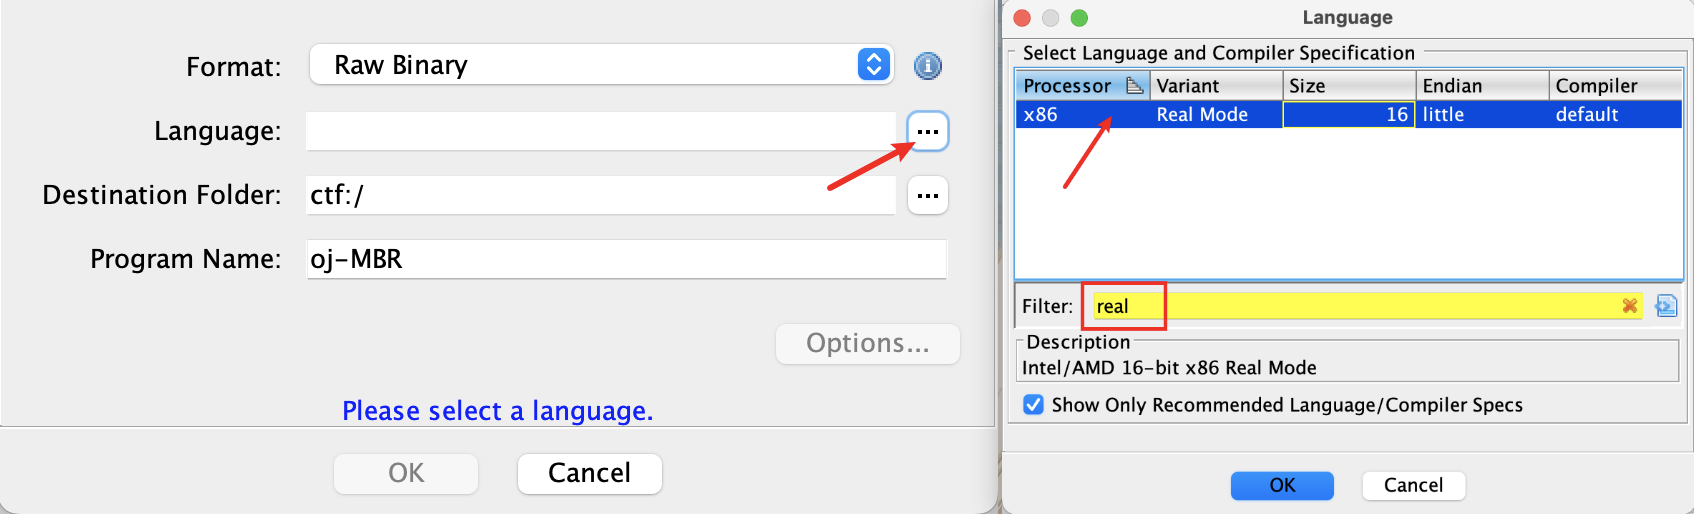 Format: Raw Binary
Language: ...
Destination Folder: ctf:/ ...
Program Name: oj-MBR
Options...
Please select a language.
OK Cancel
Language
Select Language and Compiler Specification
Processor Variant Size Endian Compiler
x86 Real Mode 16 little default
Filter: real
Description
Intel/AMD 16-bit x86 Real Mode
Show Only Recommended Language/Compiler Specs
OK Cancel